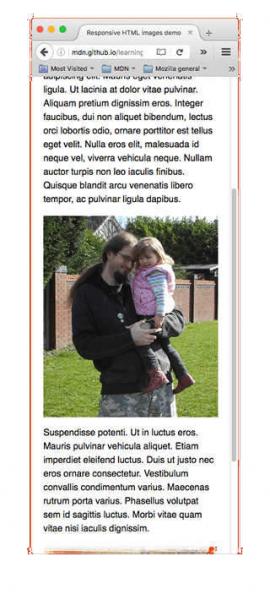 Responsive HTML images demo
mdn.github.io/learning
Most Visited
MDN
Mozilla general
adipiscing elit. Mauris eget venenatis
ligula. Ut lacinia at dolor vitae pulvinar.
Aliquam pretium dignissim eros. Integer
faucibus, dui non aliquet bibendum, lectus
orci lobortis odio, ornare porttitor est tellus
eget velit. Nulla eros elit, malesuada id
neque vel, viverra vehicula neque. Nullam
auctor turpis non leo iaculis finibus.
Quisque blandit arcu venenatis libero
tempor, ac pulvinar ligula dapibus.
Suspendisse potenti. Ut in luctus eros.
Mauris pulvinar vehicula aliquet. Etiam
imperdiet eleifend luctus. Duis ut justo nec
eros ornare consectetur. Vestibulum
convallis condimentum varius. Maecenas
rutrum porta varius. Phasellus volutpat
sem id sagittis luctus. Morbi vitae quam
vitae nisi iaculis dignissim.